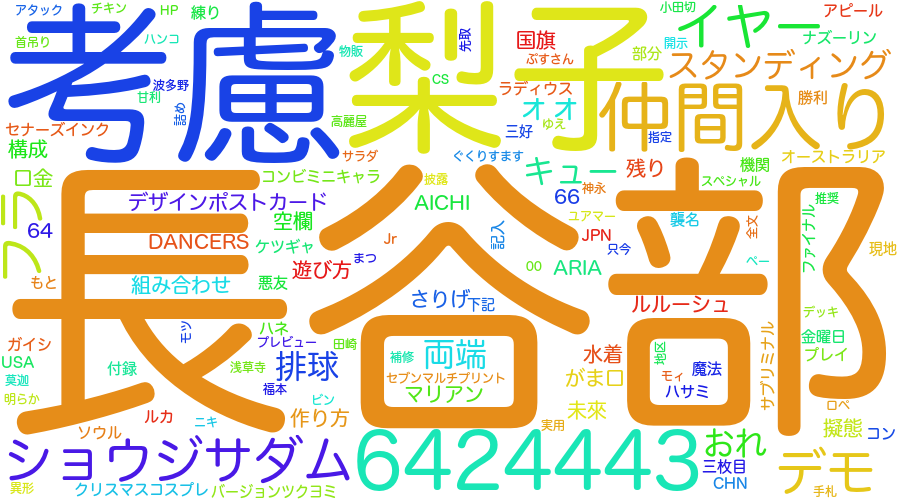 アタック
チキン
HP
練り
考慮
梨子
小田切
イヤー
アピール
首吊り
ハンコ
物販
先取
国旗
部分
開示
ナズーリン
ぷすさん
スタンディング
波多野
甘利
詰め
CS
ラディウス
オオ
ゆえ
仲間入り
勝利
セナーズインク
高麗屋
三好
指定
構成
サラダ
ぐくりすます
キュー
残り
オーストラリア
機関
口金
コンビミニキャラ
披露
神永
スペシャル
フラ
64
デザインポストカード
AICHI
66
推奨
空欄
記入
ユアマー
襲名
全文
ファイナル
DANCERS
ケツギャ
Jr
JPN
只今
現地
長谷部
まつ
00
ARIA
ペー
もと
組み合わせ
悪友
遊び方
さりげ
下記
ルルーシュ
デッキ
モツ
ハネ
プレビュー
田崎
サブリミナル
金曜日
ガイシ
USA
付録
浅草寺
排球
補修
両端
水着
地区
プレイ
莫迦
福本
セブンマルチプリント
モィ
魔法
明らか
ビン
マリアン
がま口
ハサミ
ルカ
ニキ
作り方
未來
ロペ
ソウル
実用
擬態
コン
ショウジサダム
6424443
おれ
三枚目
デモ
CHN
異形
クリスマスコスプレ
バージョンツクヨミ
手札